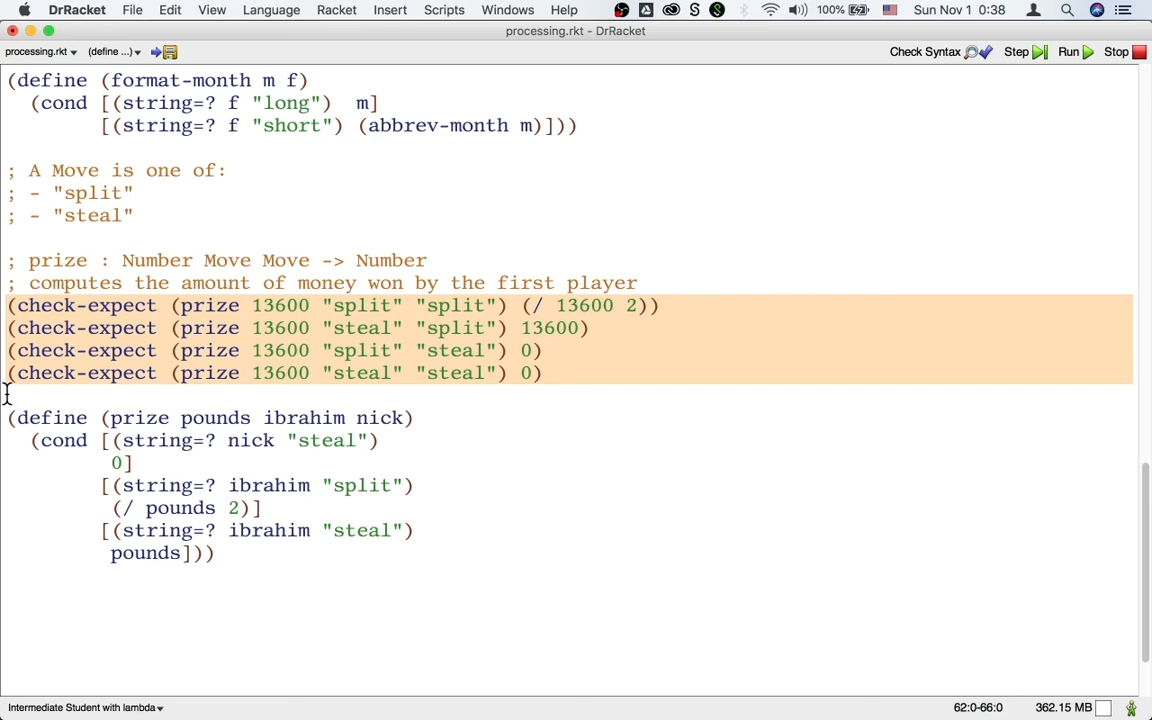 DrRacket File Edit View Language Racket Insert Scripts Windows Help 100% Sun Nov 1 0:38
processing.rkt - DrRacket
processing.rkt (define ...) Check Syntax Step Run Stop
(define (format-month m f)
(cond [(string=? f "long") m]
[(string=? f "short") (abbrev-month m)]))
; A Move is one of:
; - "split"
; - "steal"
; prize : Number Move Move -> Number
; computes the amount of money won by the first player
(check-expect (prize 13600 "split" "split") (/ 13600 2))
(check-expect (prize 13600 "steal" "split") 13600)
(check-expect (prize 13600 "split" "steal") 0)
(check-expect (prize 13600 "steal" "steal") 0)
(define (prize pounds ibrahim nick)
(cond [(string=? nick "steal")
0]
[(string=? ibrahim "split")
(/ pounds 2)]
[(string=? ibrahim "steal")
pounds]))
Intermediate Student with lambda 62:0-66:0 362.15 MB